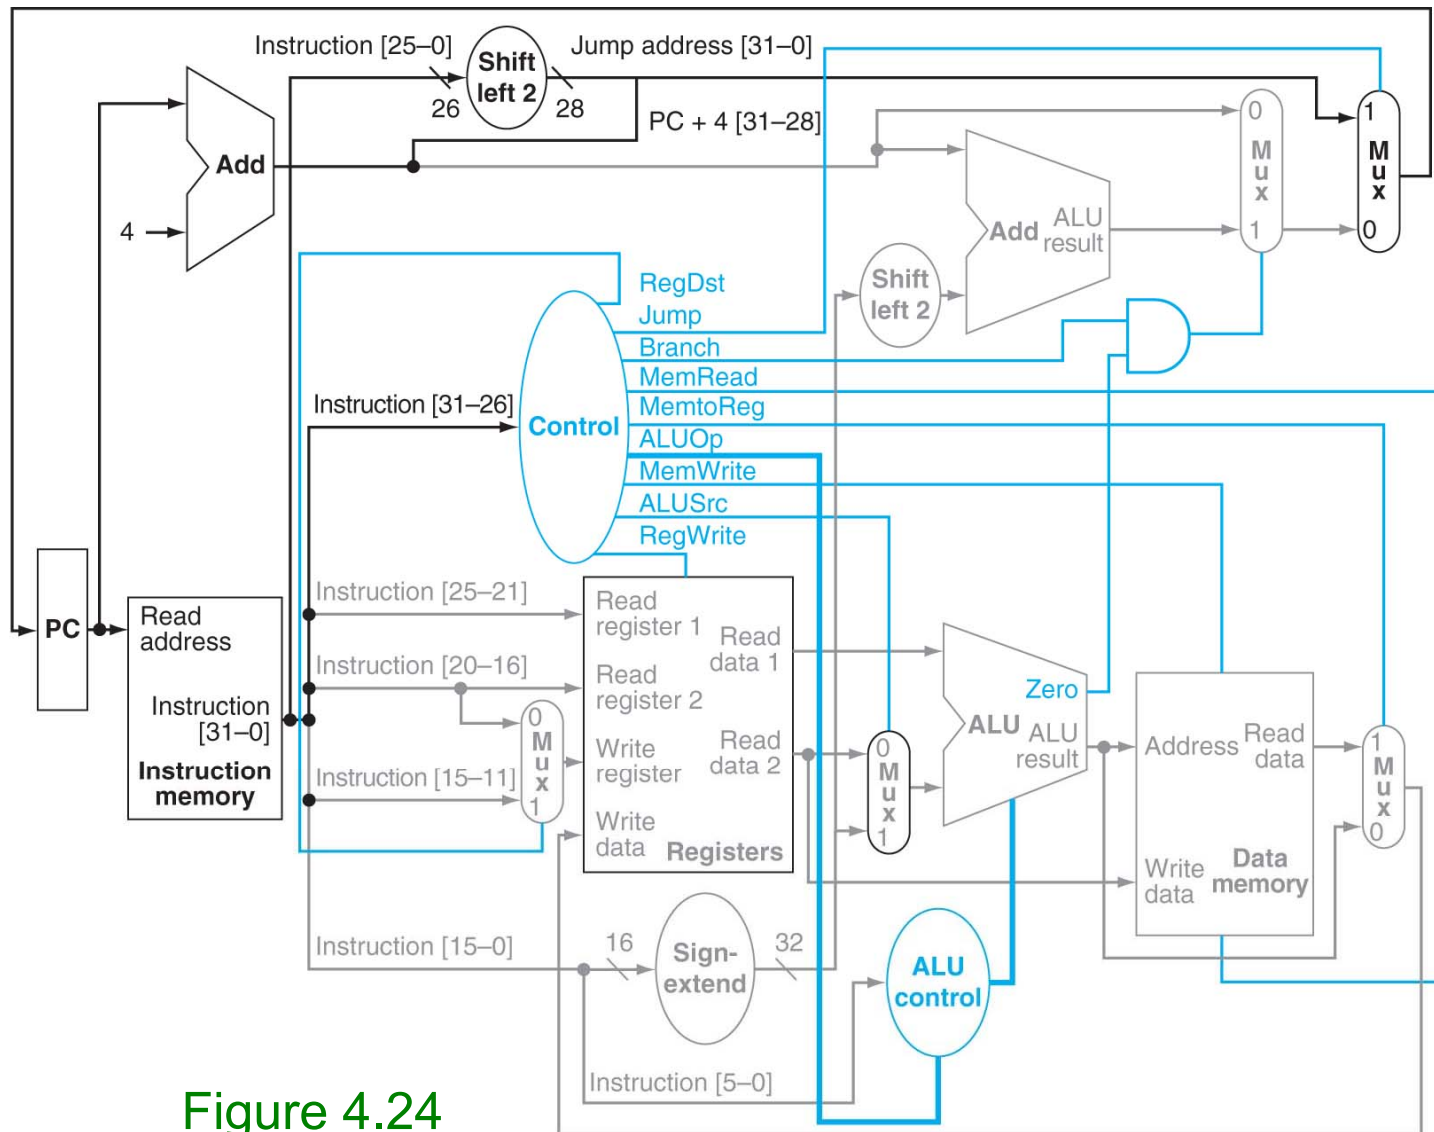 Instruction [25–0]
Shift
left 2
Jump address [31–0]
26
28
PC + 4 [31–28]
Add
4
0
M
u
x
1
1
M
u
x
0
Add
ALU
result
Shift
left 2
RegDst
Jump
Branch
MemRead
MemtoReg
ALUOp
MemWrite
ALUSrc
RegWrite
Control
Instruction [31–26]
PC
Read
address
Instruction
[31–0]
Instruction
memory
Instruction [25–21]
Instruction [20–16]
Instruction [15–11]
0
M
u
x
1
Read
register 1
Read
register 2
Write
register
Write
data
Read
data 1
Read
data 2
Registers
0
M
u
x
1
Zero
ALU
ALU
result
Address
Read
data
Write
data
Data
memory
1
M
u
x
0
Instruction [15–0]
16
Sign-
extend
32
ALU
control
Instruction [5–0]
Figure 4.24